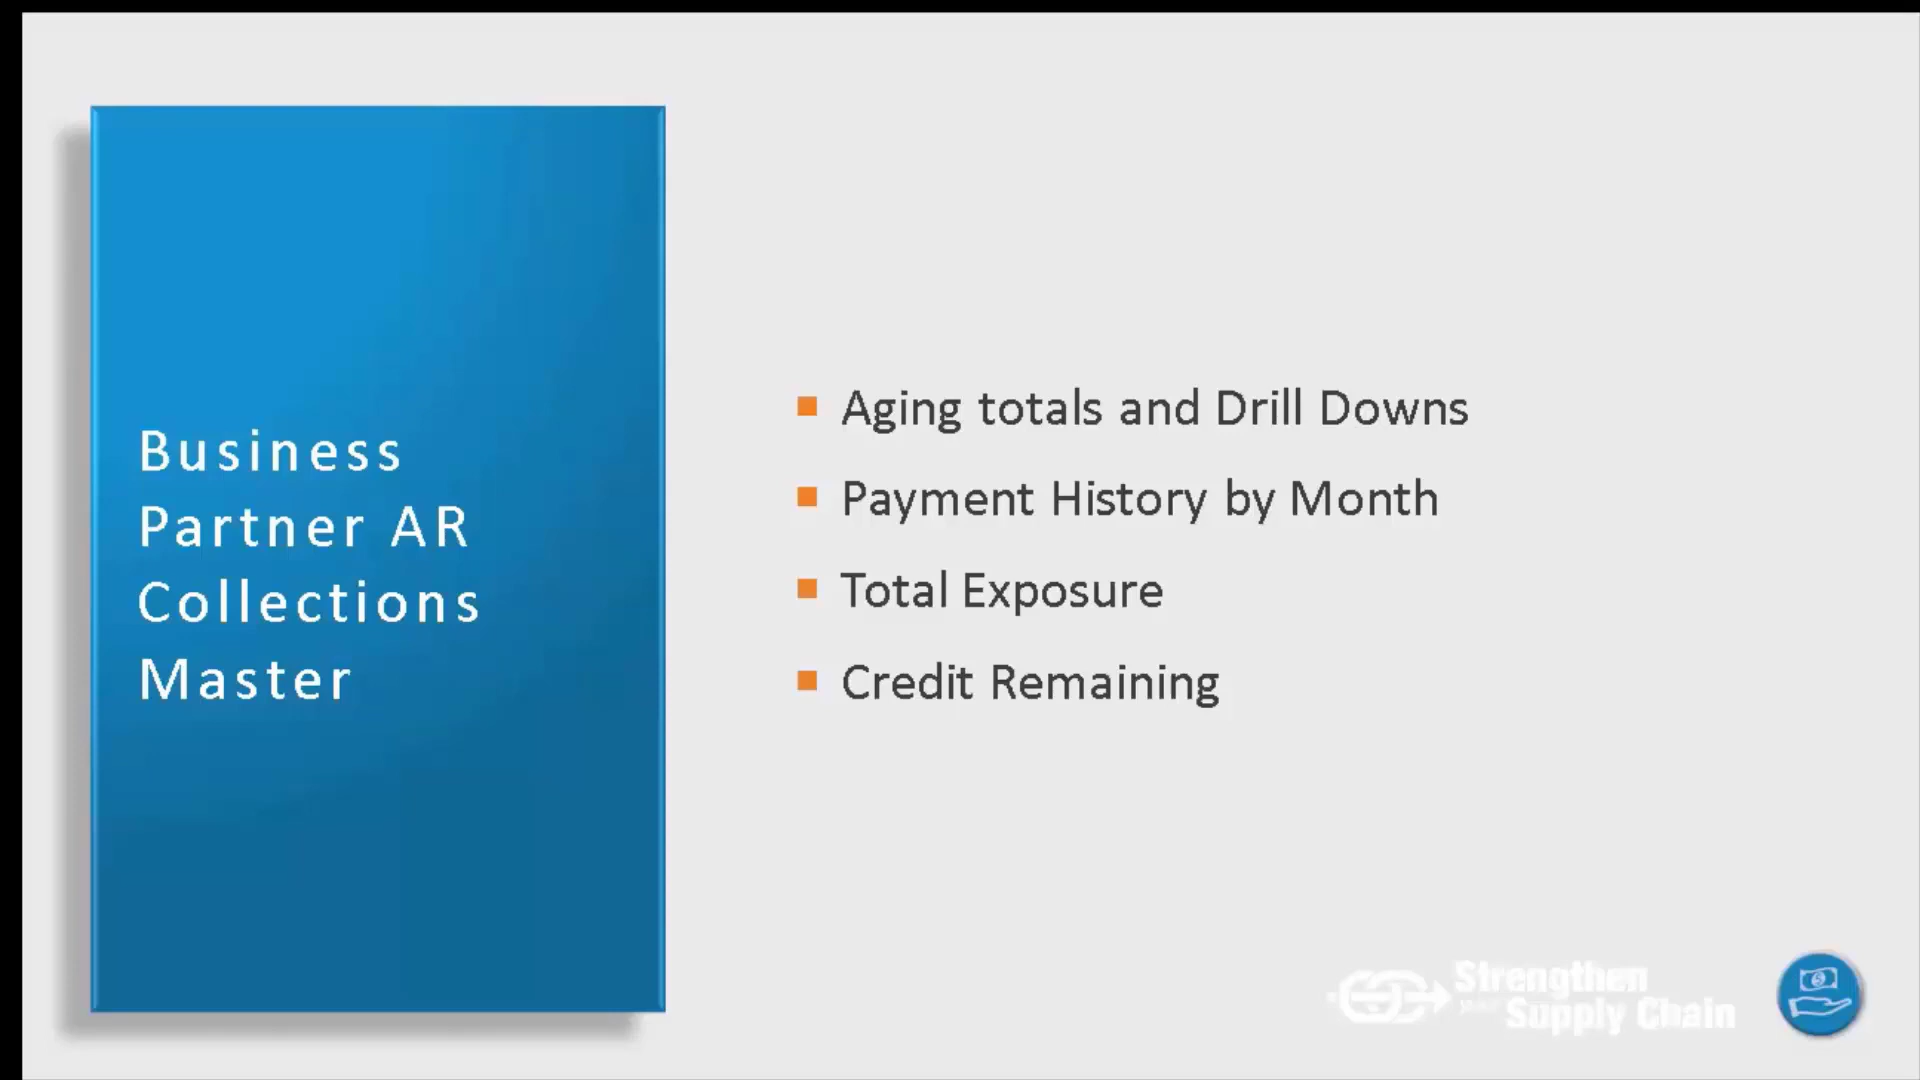 Business
Partner AR
Collections
Master
Aging totals and Drill Downs
Payment History by Month
Total Exposure
Credit Remaining
Strengthen
Supply Chain